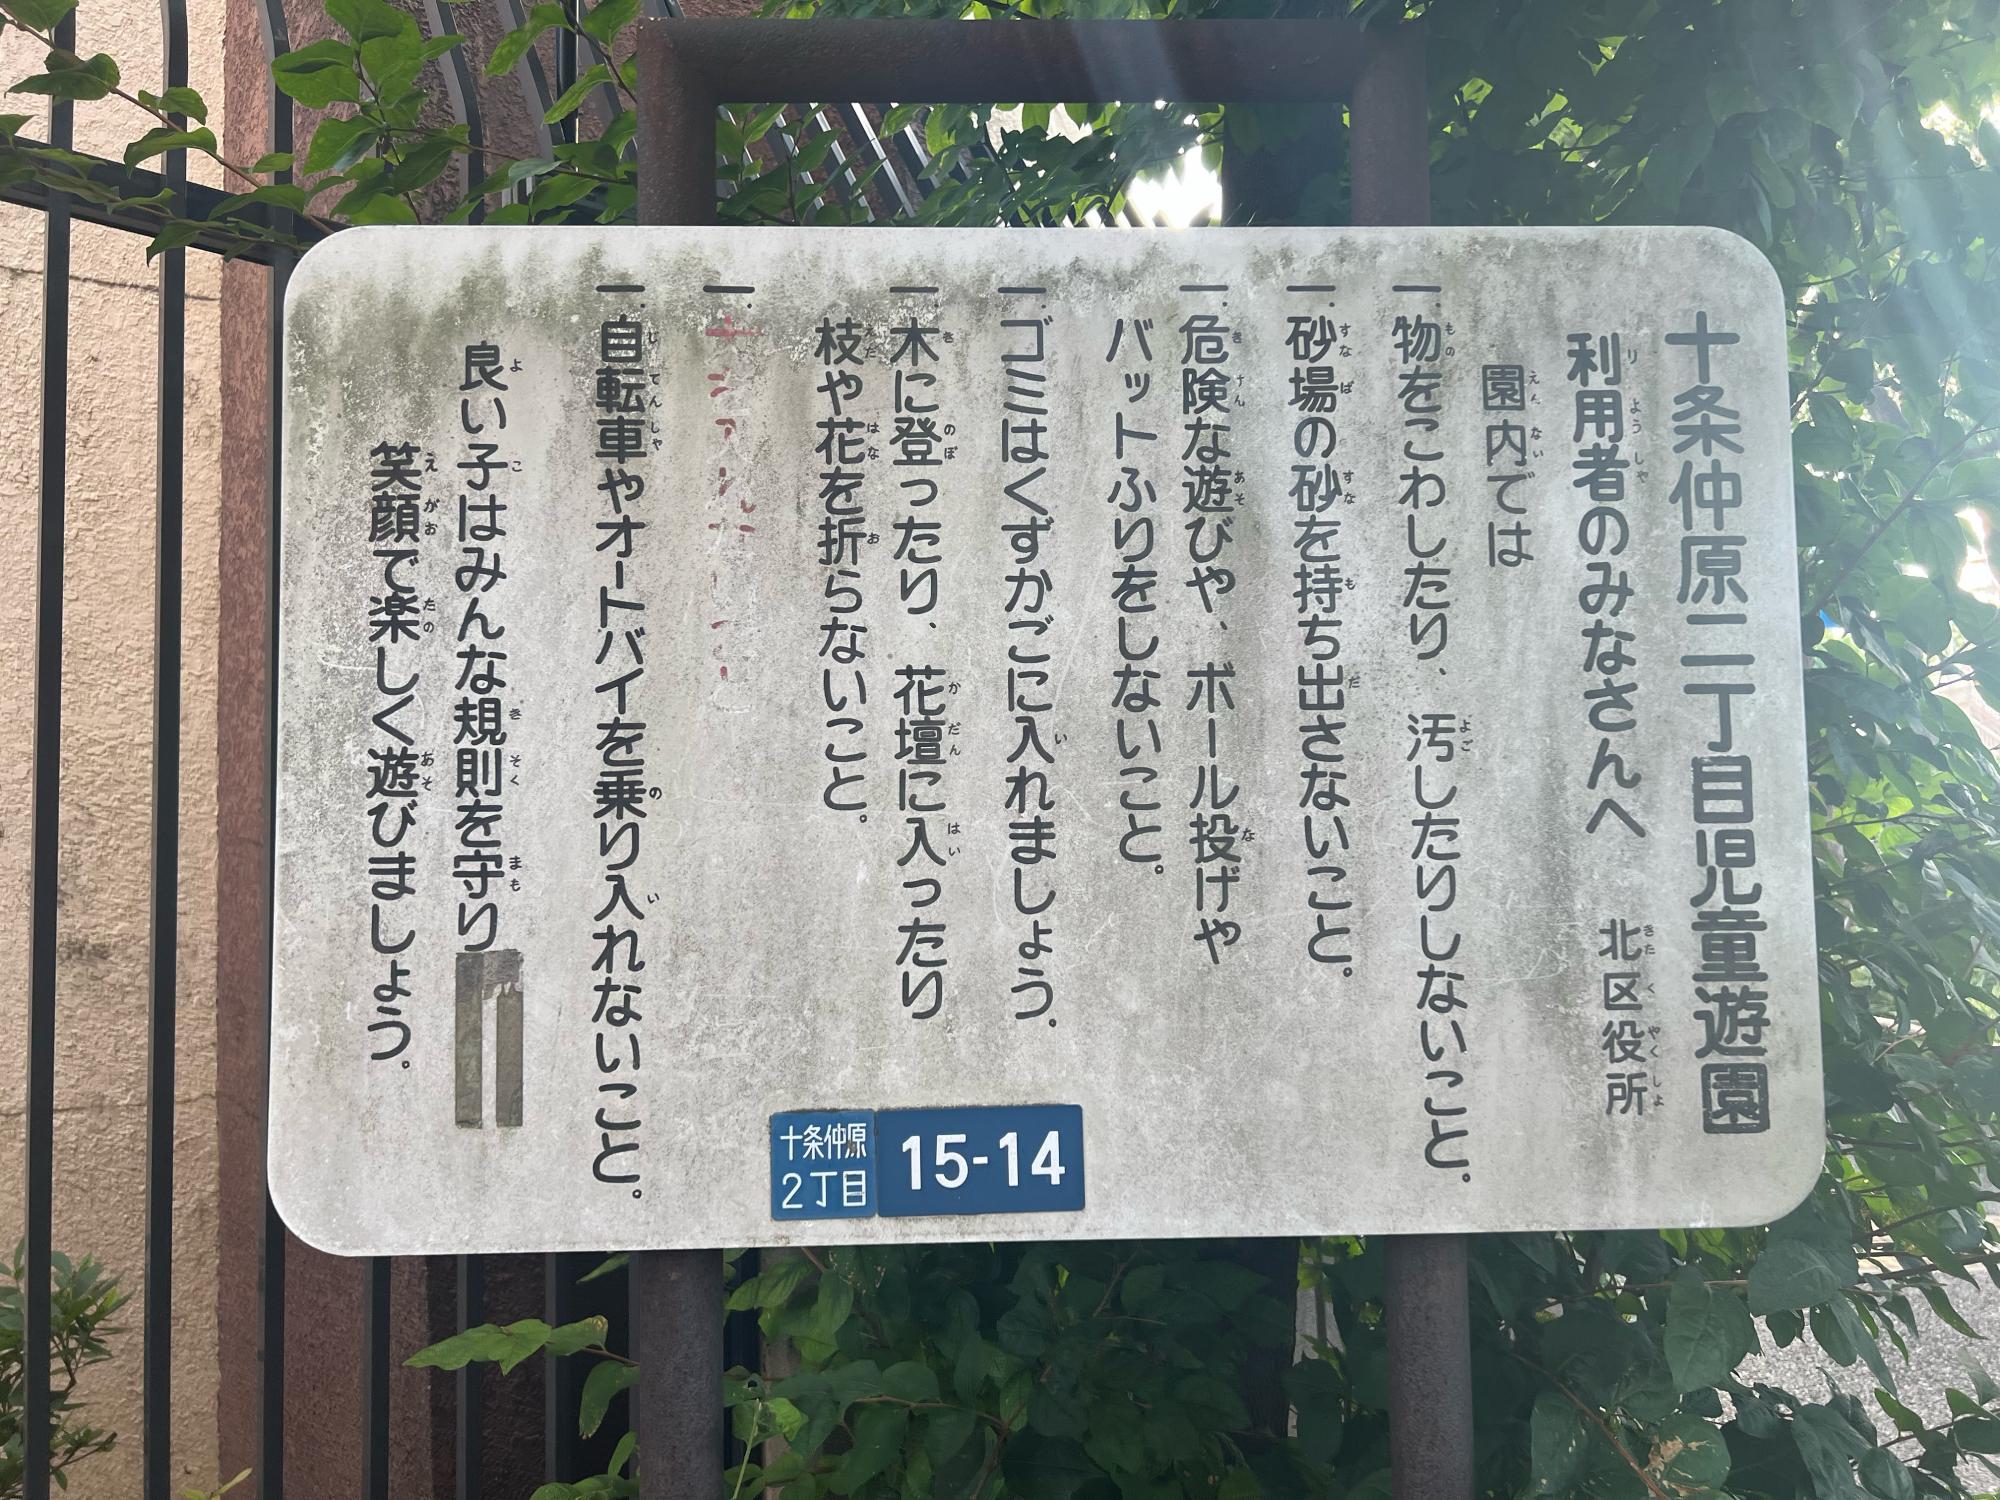 十条仲原二丁目児童遊園
利用者のみなさんへ 北区役所
園内では
一.物をこわしたり、汚したりしないこと。
一.砂場の砂を持ち出さないこと。
一.危険な遊びや、ボール投げや
バットふりをしないこと。
一.ゴミはくずかごに入れましょう。
一.木に登ったり、花壇に入ったり
枝や花を折らないこと。
一.
一.自転車やオートバイを乗り入れないこと。
良い子はみんな規則を守り
笑顔で楽しく遊びましょう。
十条仲原
2丁目
15-14